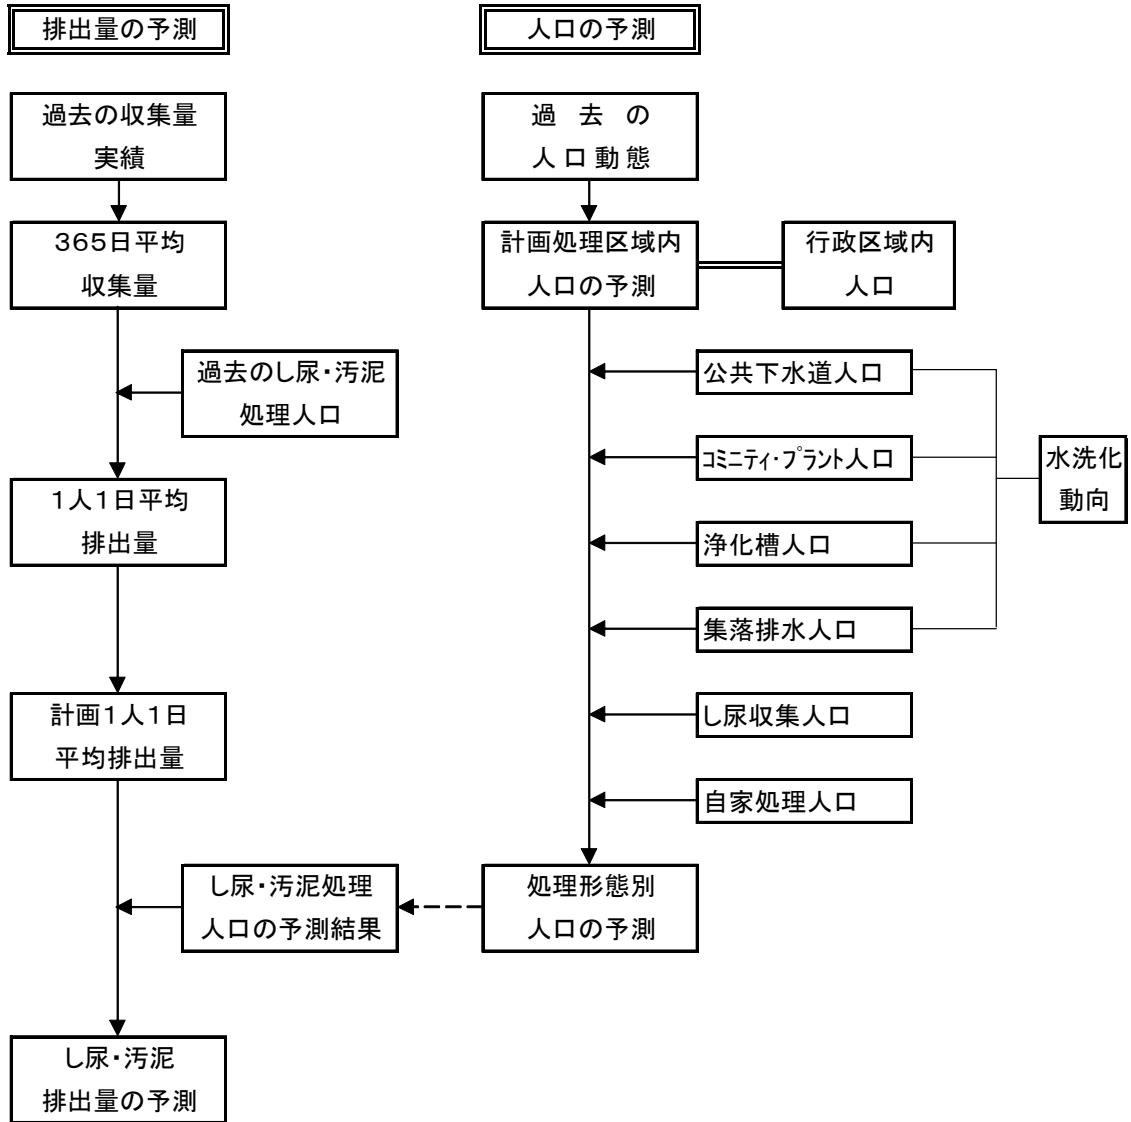 排出量の予測
人口の予測
過去の収集量
実績
過去の
人口動態
365日平均
収集量
計画処理区域内
人口の予測
行政区域内
人口
過去のし尿・汚泥
処理人口
公共下水道人口
コミニティ・プラント人口
水洗化
動向
1人1日平均
排出量
浄化槽人口
集落排水人口
計画1人1日
平均排出量
し尿収集人口
自家処理人口
し尿・汚泥処理
人口の予測結果
処理形態別
人口の予測
し尿・汚泥
排出量の予測